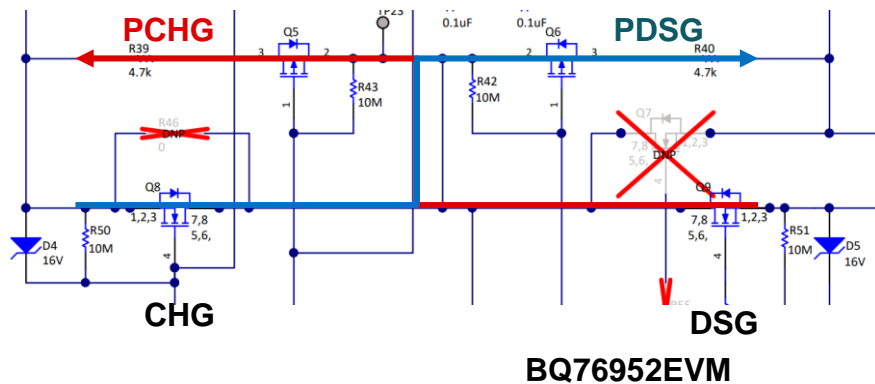 PCHG
PDSG
TP23
0.1uF
0.1uF
Q5
Q6
R39
3
2
2
3
R40
4.7k
4.7k
R43
10M
R42
10M
1
1
R46
DNP
0
Q7
7,8
5,6,
1,2,3
DNP
4
Q8
Q9
1,2,3
7,8
5,6,
7,8
5,6,
1,2,3
R50
10M
R51
10M
D4
16V
D5
16V
4
4
CHG
DSG
BQ76952EVM